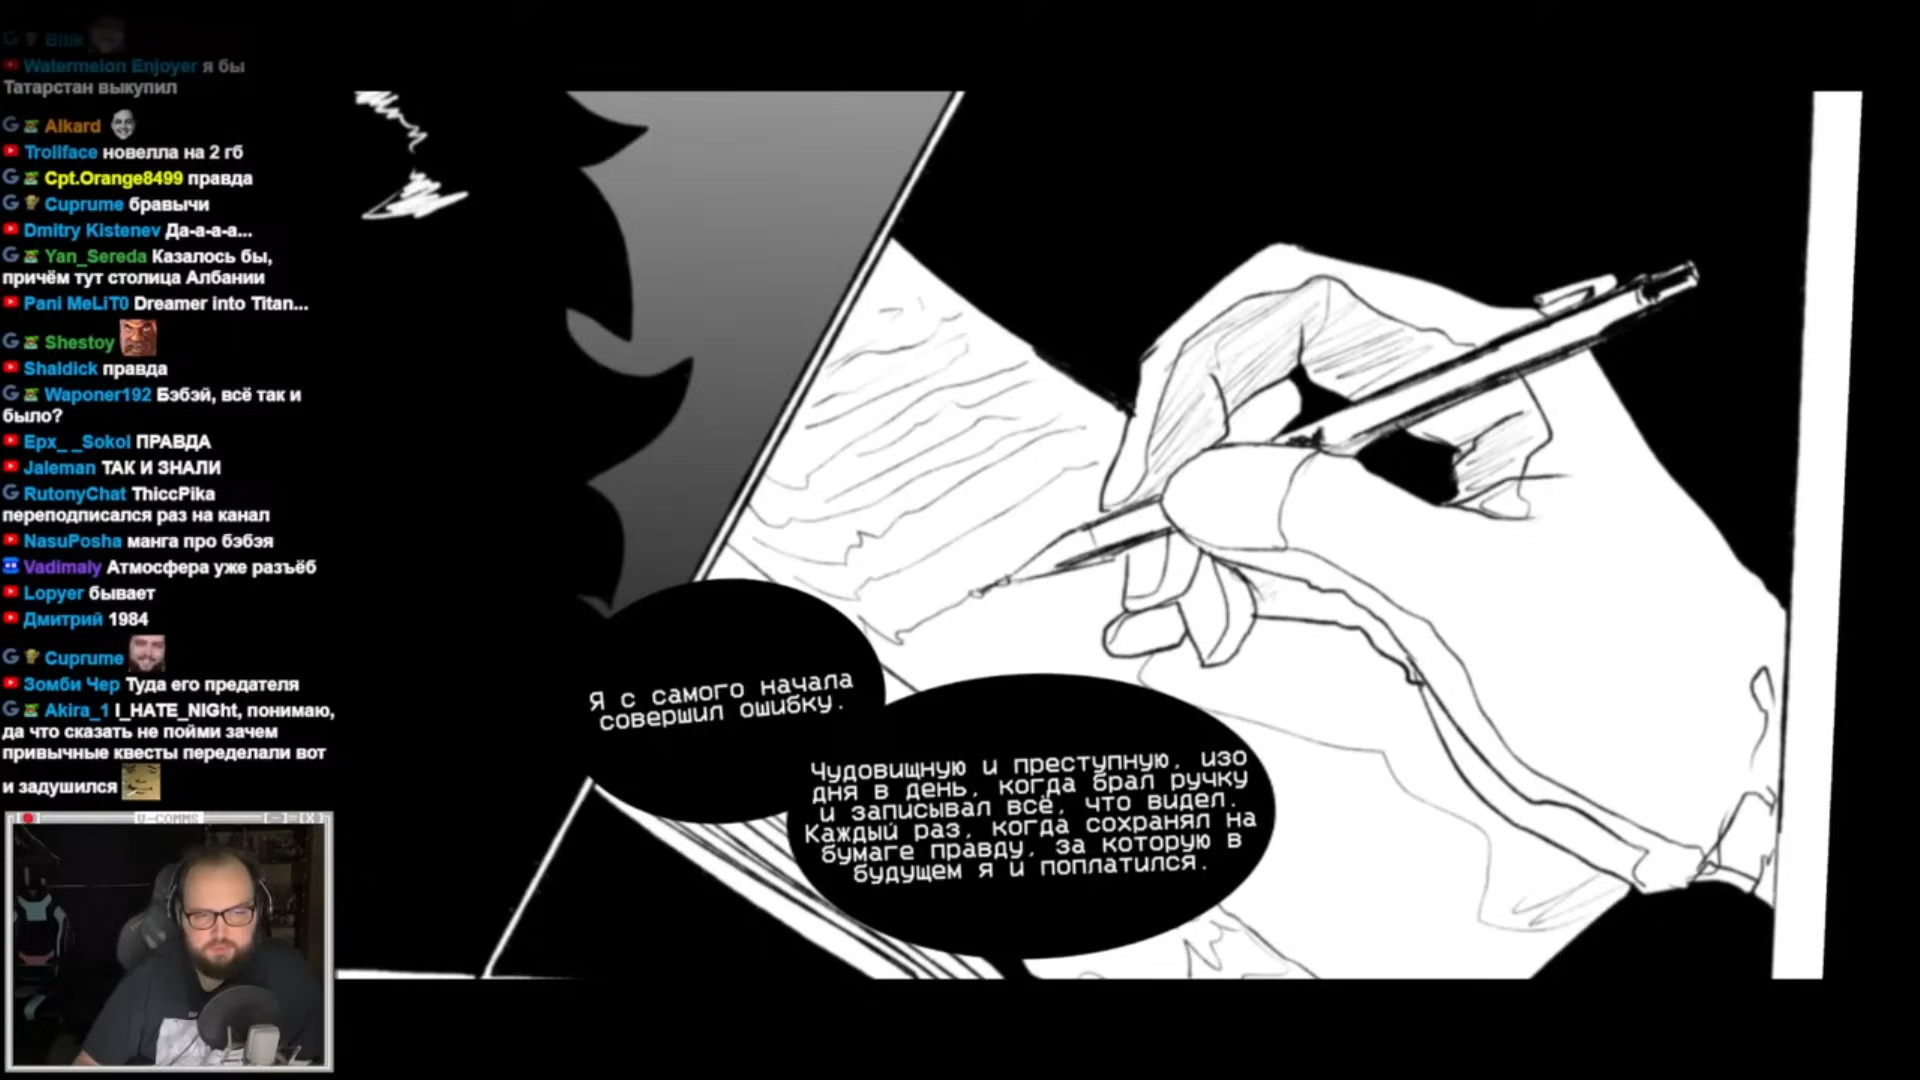 Bilik
Watermelon Enjoyer я бы
Татарстан выкупил
Alkard
Trollface новелла на 2 гб
Cpt.Orange8499 правда
Cuprume бравычи
Dmitry Kistenev Да-а-а-а...
Yan_Sereda Казалось бы,
причём тут столица Албании
Pani MeLiT0 Dreamer into Titan...
Shestoy
Shaldick правда
Waponer192 Бэбэй, всё так и
было?
Epx_ _Sokol ПРАВДА
Jaleman ТАК И ЗНАЛИ
RutonyChat ThiccPika
переподписался раз на канал
NasuPosha манга про бэбэя
Vadimaly Атмосфера уже разъёб
Lopyer бывает
Дмитрий 1984
Cuprume
Зомби Чер Туда его предателя
Akira_1 I_HATE_NIGht, понимаю,
да что сказать не пойми зачем
привычные квесты переделали вот
и задушился
U-COMMS [-][=][X]
Я с самого начала
совершил ошибку.
Чудовищную и преступную, изо
дня в день, когда брал ручку
и записывал всё, что видел.
Каждый раз, когда сохранял на
бумаге правду, за которую в
будущем я и поплатился.